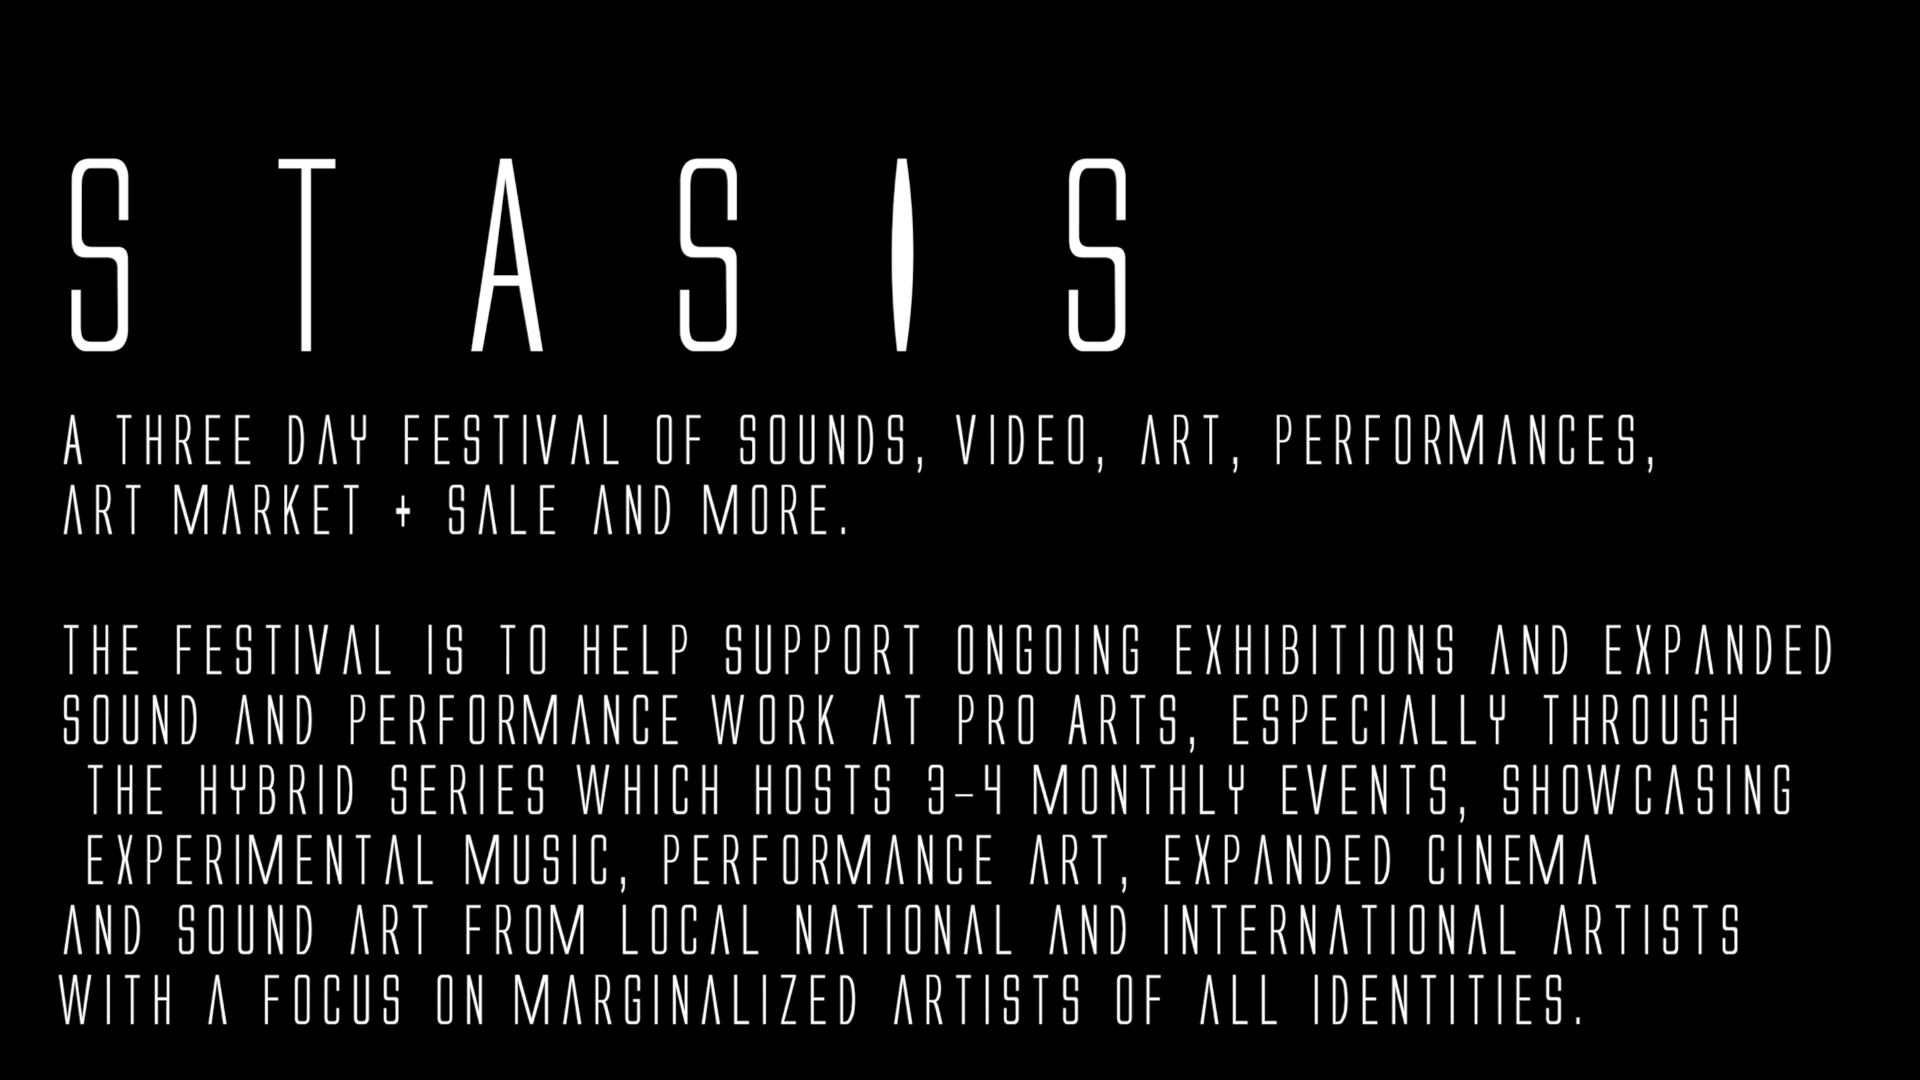 STASIS
A THREE DAY FESTIVAL OF SOUNDS, VIDEO, ART, PERFORMANCES,
ART MARKET + SALE AND MORE.
THE FESTIVAL IS TO HELP SUPPORT ONGOING EXHIBITIONS AND EXPANDED
SOUND AND PERFORMANCE WORK AT PRO ARTS, ESPECIALLY THROUGH
THE HYBRID SERIES WHICH HOSTS 3-4 MONTHLY EVENTS, SHOWCASING
EXPERIMENTAL MUSIC, PERFORMANCE ART, EXPANDED CINEMA
AND SOUND ART FROM LOCAL NATIONAL AND INTERNATIONAL ARTISTS
WITH A FOCUS ON MARGINALIZED ARTISTS OF ALL IDENTITIES.